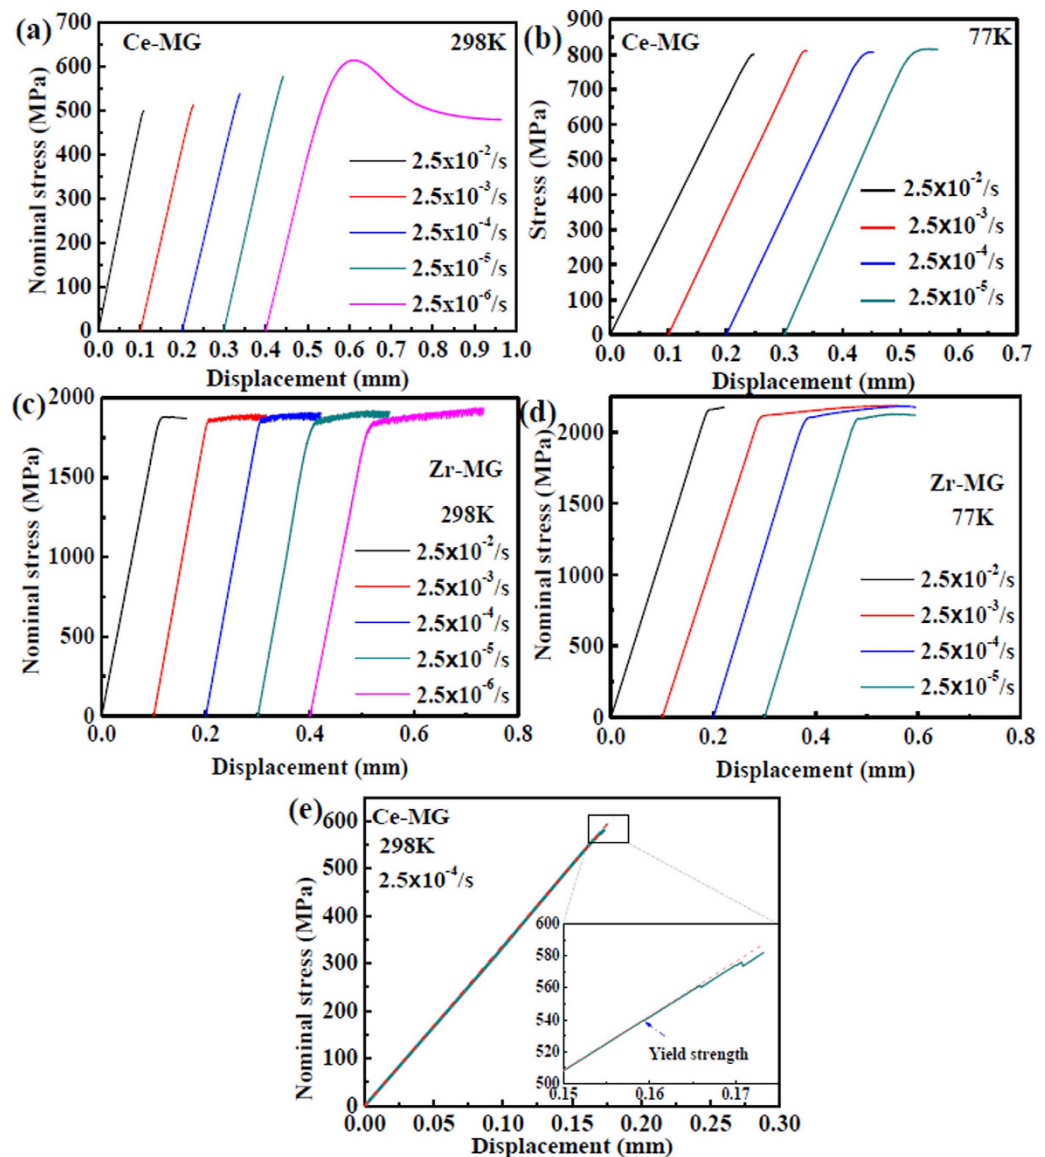 (a)
Ce-MG 298K
700
600
500
400
300
200
100
0
Nominal stress (MPa)
2.5x10-2/s
2.5x10-3/s
2.5x10-4/s
2.5x10-5/s
2.5x10-6/s
0.0 0.1 0.2 0.3 0.4 0.5 0.6 0.7 0.8 0.9 1.0
Displacement (mm)
(b)
Ce-MG 77K
900
800
700
600
500
400
300
200
100
0
Stress (MPa)
2.5x10-2/s
2.5x10-3/s
2.5x10-4/s
2.5x10-5/s
0.0 0.1 0.2 0.3 0.4 0.5 0.6 0.7
Displacement (mm)
(c)
2000
1500
1000
500
0
Nominal stress (MPa)
Zr-MG
298K
2.5x10-2/s
2.5x10-3/s
2.5x10-4/s
2.5x10-5/s
2.5x10-6/s
0.0 0.2 0.4 0.6 0.8
Displacement (mm)
(d)
2000
1500
1000
500
0
Nominal stress (MPa)
Zr-MG
77K
2.5x10-2/s
2.5x10-3/s
2.5x10-4/s
2.5x10-5/s
0.0 0.2 0.4 0.6 0.8
Displacement (mm)
(e)
Ce-MG
298K
2.5x10-4/s
600
500
400
300
200
100
0
Nominal stress (MPa)
600
580
560
540
520
500
Yield strength
0.15 0.16 0.17
0.00 0.05 0.10 0.15 0.20 0.25 0.30
Displacement (mm)